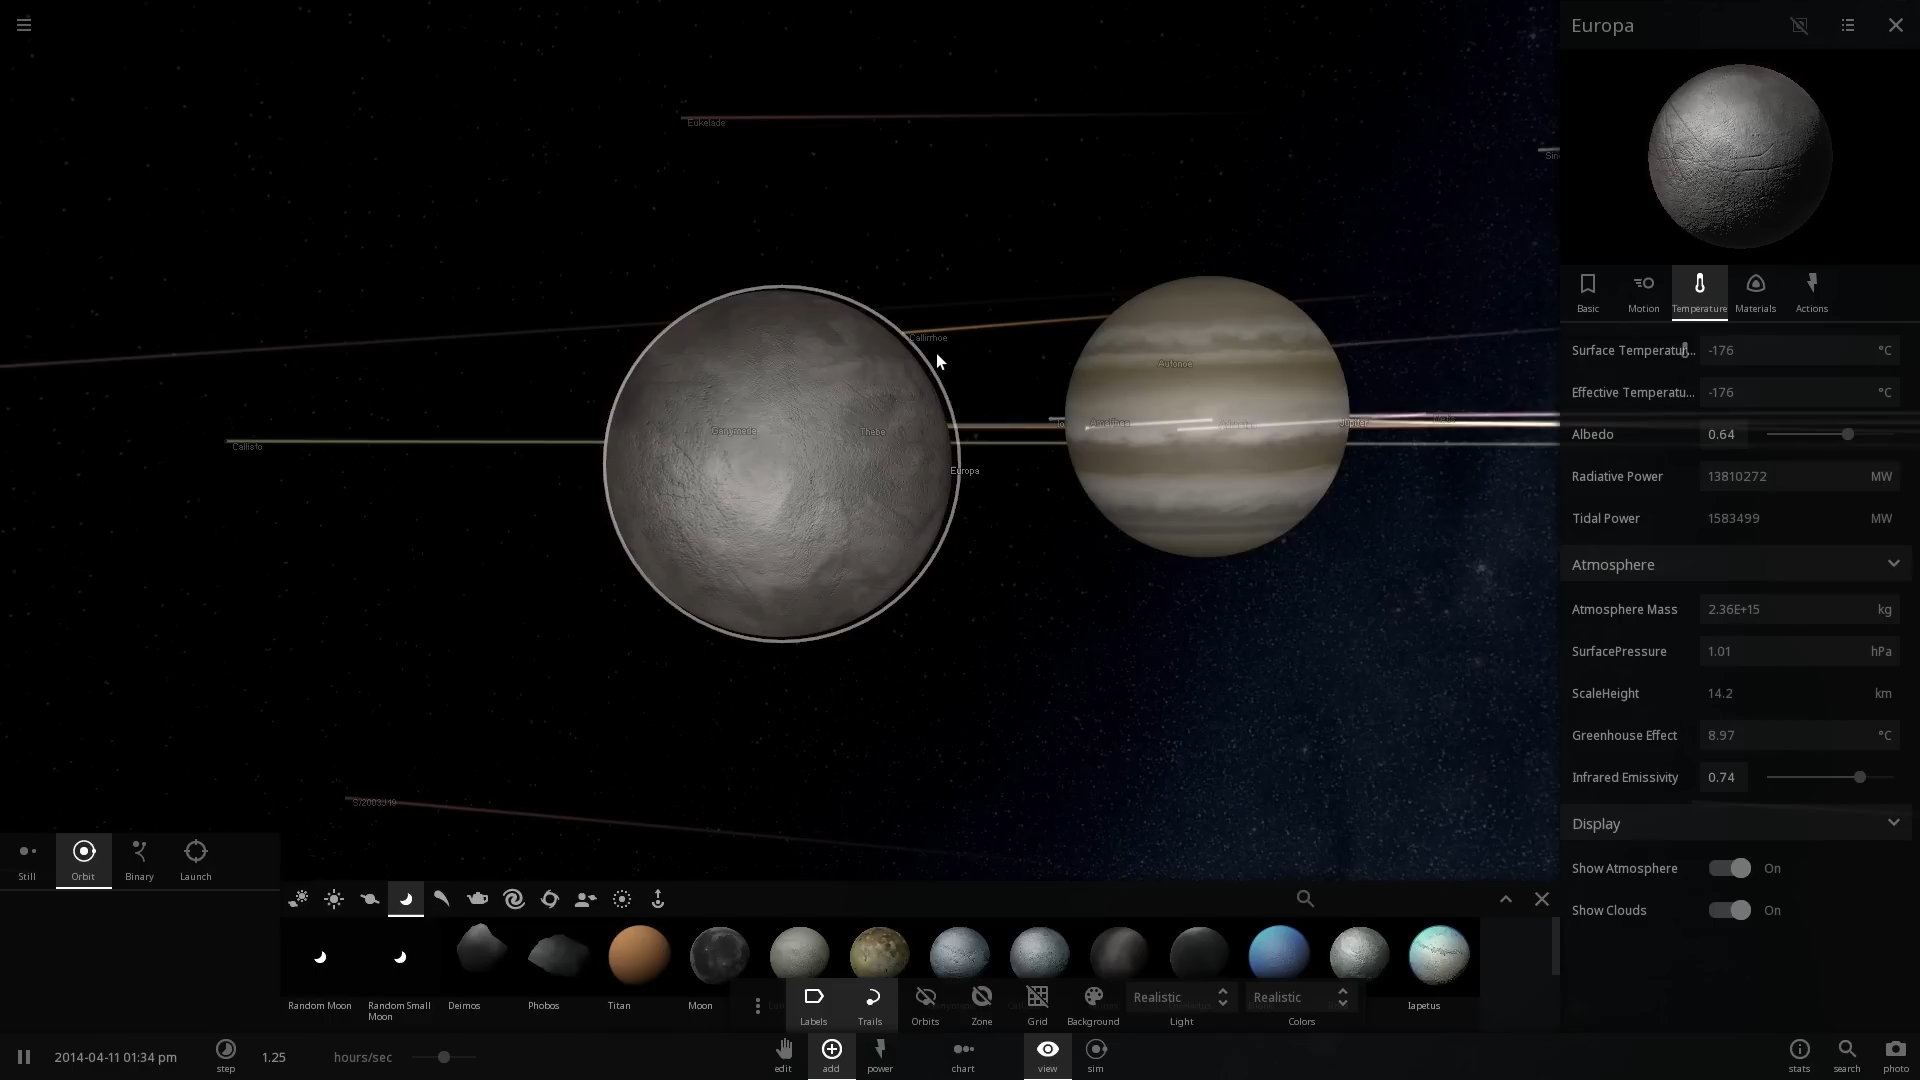 Europa
Eukelade
Callirrhoe
Autonoe
Ganymede
Thebe
Amalthea
Jupiter
Callisto
Europa
S/2003J19
Basic
Motion
Temperature
Materials
Actions
Surface Temperatur...
-176
°C
Effective Temperatu...
-176
°C
Albedo
0.64
Radiative Power
13810272
MW
Tidal Power
1583499
MW
Atmosphere
Atmosphere Mass
2.36E+15
kg
SurfacePressure
1.01
hPa
ScaleHeight
14.2
km
Greenhouse Effect
8.97
°C
Infrared Emissivity
0.74
Display
Show Atmosphere
On
Show Clouds
On
Still
Orbit
Binary
Launch
Random Moon
Random Small
Moon
Deimos
Phobos
Titan
Moon
Iapetus
Labels
Trails
Orbits
Zone
Grid
Background
Realistic
Light
Realistic
Colors
2014-04-11 01:34 pm
step
1.25
hours/sec
edit
add
power
chart
view
sim
stats
search
photo